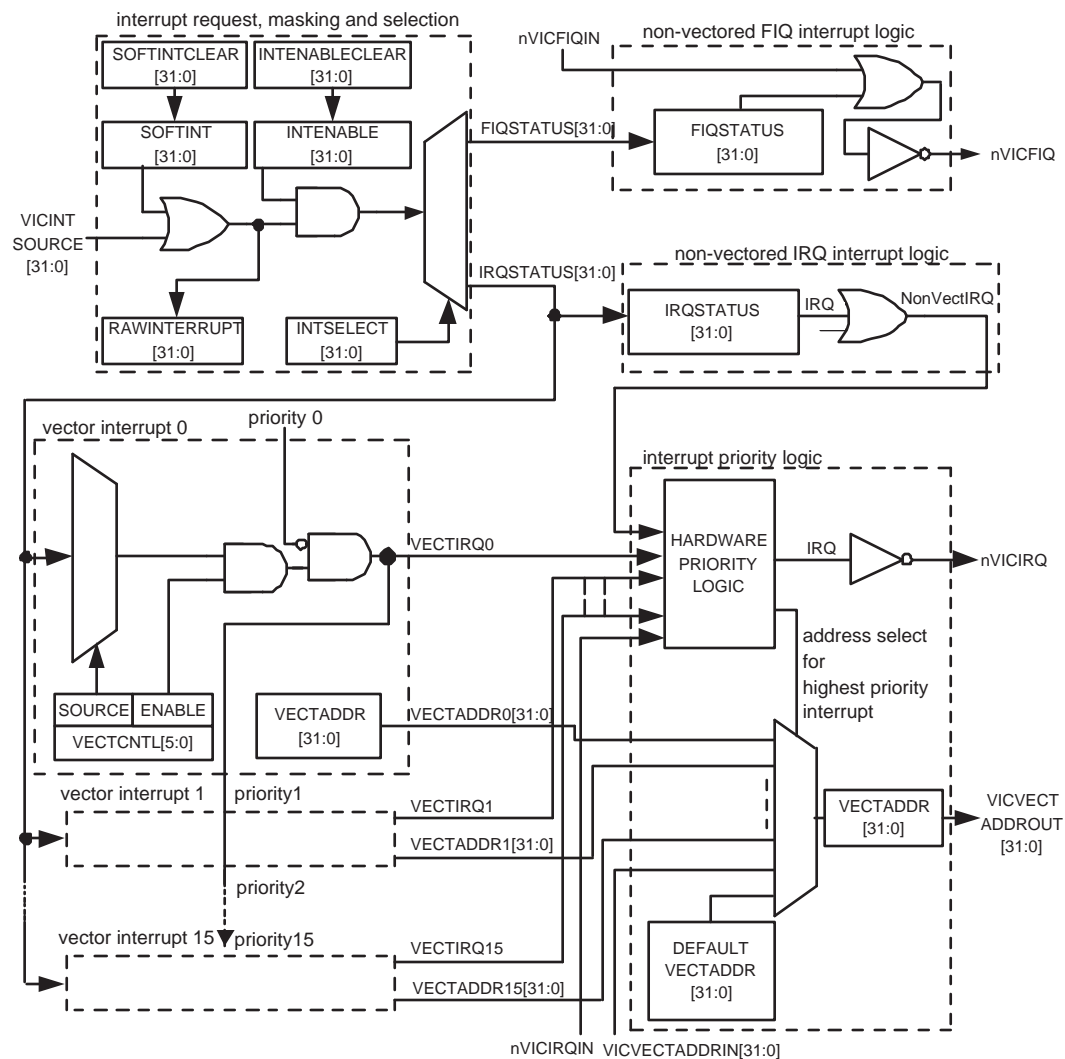 interrupt request, masking and selection
SOFTINTCLEAR
[31:0]
INTENABLECLEAR
[31:0]
SOFTINT
[31:0]
INTENABLE
[31:0]
VICINT
SOURCE
[31:0]
RAWINTERRUPT
[31:0]
INTSELECT
[31:0]
FIQSTATUS[31:0]
IRQSTATUS[31:0]
nVICFIQIN
non-vectored FIQ interrupt logic
FIQSTATUS
[31:0]
nVICFIQ
non-vectored IRQ interrupt logic
IRQSTATUS
[31:0]
IRQ
NonVectIRQ
vector interrupt 0
priority 0
SOURCE
ENABLE
VECTCNTL[5:0]
VECTADDR
[31:0]
VECTIRQ0
VECTADDR0[31:0]
interrupt priority logic
HARDWARE
PRIORITY
LOGIC
IRQ
nVICIRQ
address select
for
highest priority
interrupt
vector interrupt 1
priority1
VECTIRQ1
VECTADDR1[31:0]
priority2
vector interrupt 15
priority15
VECTIRQ15
VECTADDR15[31:0]
VECTADDR
[31:0]
VICVECT
ADDROUT
[31:0]
DEFAULT
VECTADDR
[31:0]
nVICIRQIN
VICVECTADDRIN[31:0]